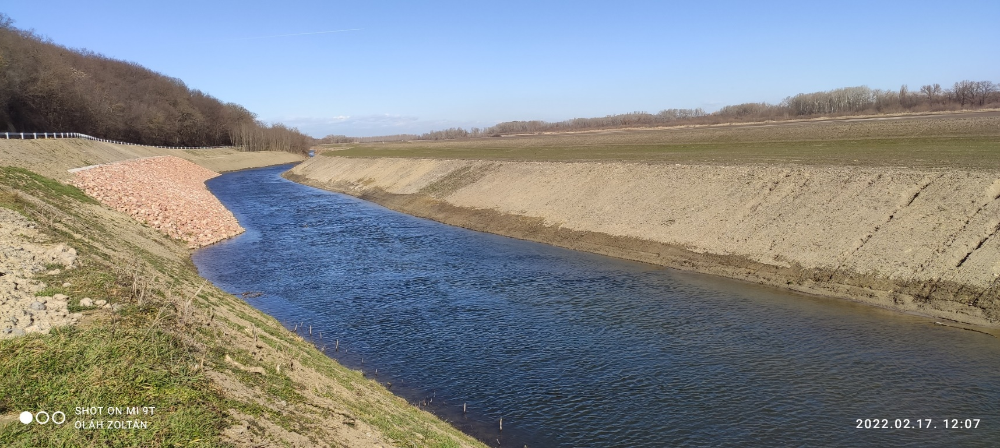 SHOT ON MI 9T
OLÁH ZOLTÁN
2022.02.17. 12:07